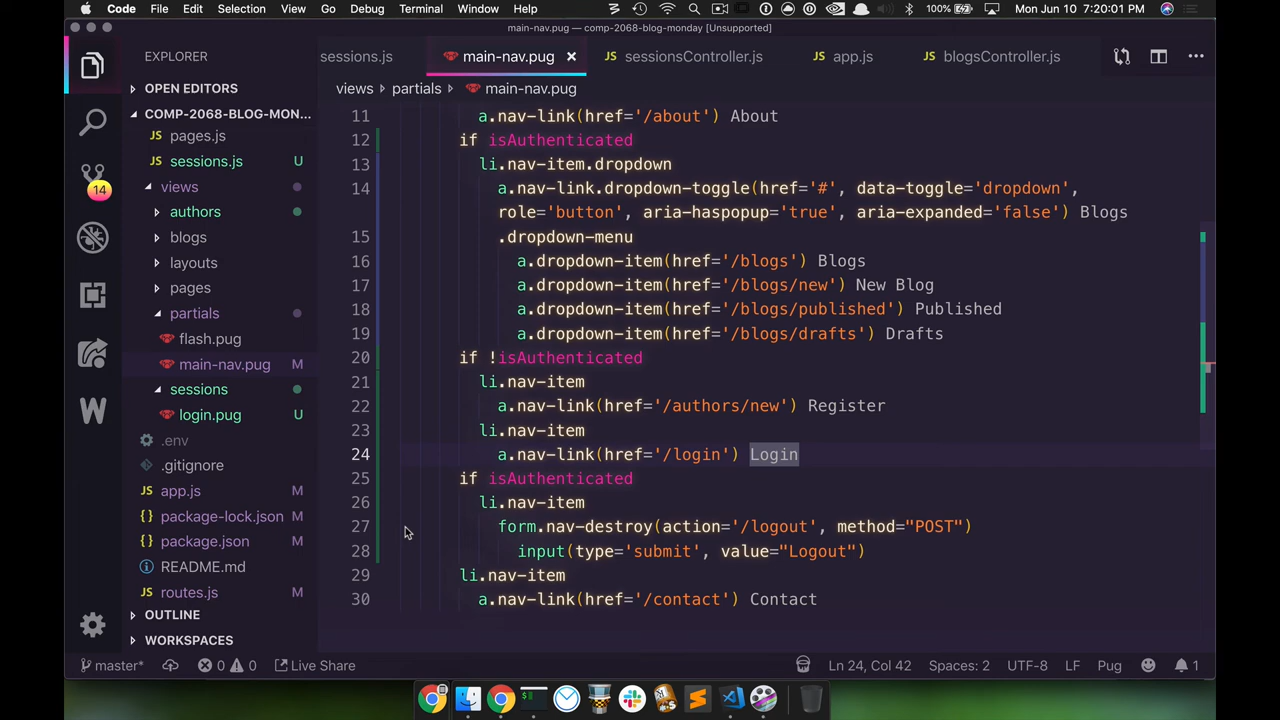 Code File Edit Selection View Go Debug Terminal Window Help 100% Mon Jun 10 7:20:01 PM
main-nav.pug — comp-2068-blog-monday [Unsupported]
EXPLORER
sessions.js main-nav.pug × JS sessionsController.js JS app.js JS blogsController.js ...
OPEN EDITORS
COMP-2068-BLOG-MON...
JS pages.js
JS sessions.js U
views
authors
blogs
layouts
pages
partials
flash.pug
main-nav.pug M
sessions
login.pug U
.env
.gitignore
JS app.js M
{} package-lock.json M
{} package.json M
README.md
JS routes.js M
OUTLINE
WORKSPACES
14
views partials main-nav.pug
11 a.nav-link(href='/about') About
12 if isAuthenticated
13 li.nav-item.dropdown
14 a.nav-link.dropdown-toggle(href='#', data-toggle='dropdown',
role='button', aria-haspopup='true', aria-expanded='false') Blogs
15 .dropdown-menu
16 a.dropdown-item(href='/blogs') Blogs
17 a.dropdown-item(href='/blogs/new') New Blog
18 a.dropdown-item(href='/blogs/published') Published
19 a.dropdown-item(href='/blogs/drafts') Drafts
20 if !isAuthenticated
21 li.nav-item
22 a.nav-link(href='/authors/new') Register
23 li.nav-item
24 a.nav-link(href='/login') Login
25 if isAuthenticated
26 li.nav-item
27 form.nav-destroy(action='/logout', method="POST")
28 input(type='submit', value="Logout")
29 li.nav-item
30 a.nav-link(href='/contact') Contact
master* 0 0 Live Share Ln 24, Col 42 Spaces: 2 UTF-8 LF Pug 1